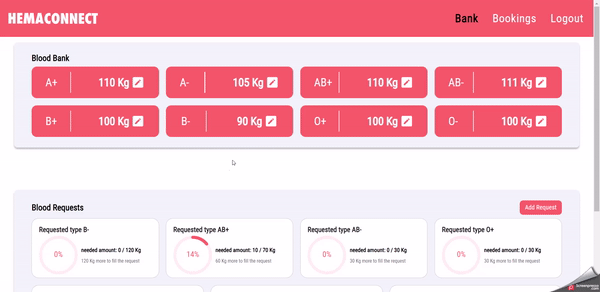 HEMACONNECT Bank Bookings Logout
Blood Bank
A+ 110 Kg A- 105 Kg AB+ 110 Kg AB- 111 Kg
B+ 100 Kg B- 90 Kg O+ 100 Kg O- 100 Kg
Blood Requests Add Request
Requested type B- Requested type AB+ Requested type AB- Requested type O+
0% needed amount: 0 / 120 Kg 14% needed amount: 10 / 70 Kg 0% needed amount: 0 / 30 Kg 0% needed amount: 0 / 30 Kg
120 Kg more to fill the request 60 Kg more to fill the request 30 Kg more to fill the request 30 Kg more to fill the request